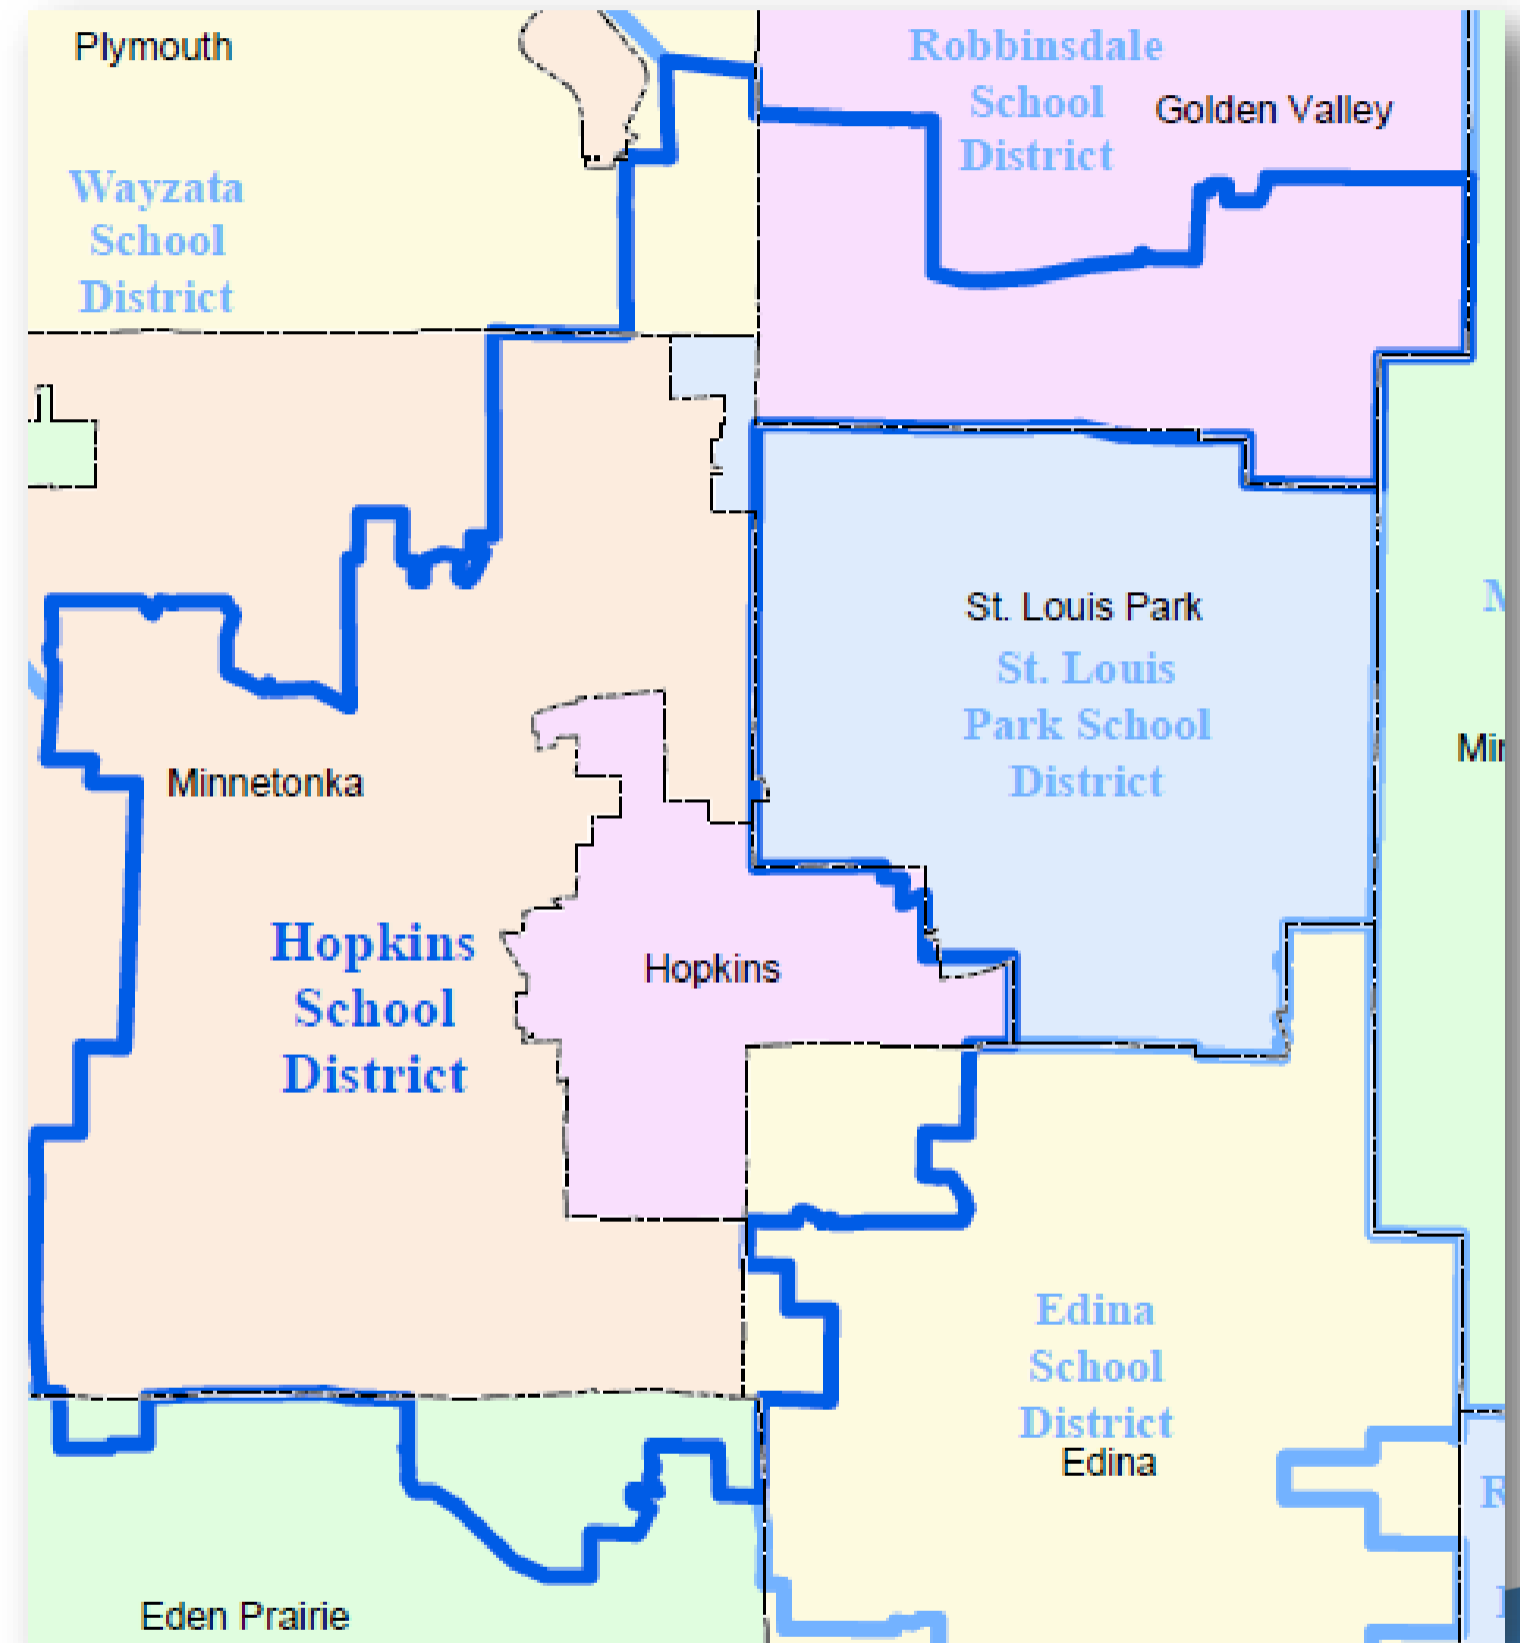 Plymouth
Robbinsdale
School
District
Golden Valley
Wayzata
School
District
St. Louis Park
St. Louis
Park School
District
Minnetonka
Hopkins
School
District
Hopkins
Edina
School
District
Edina
Eden Prairie